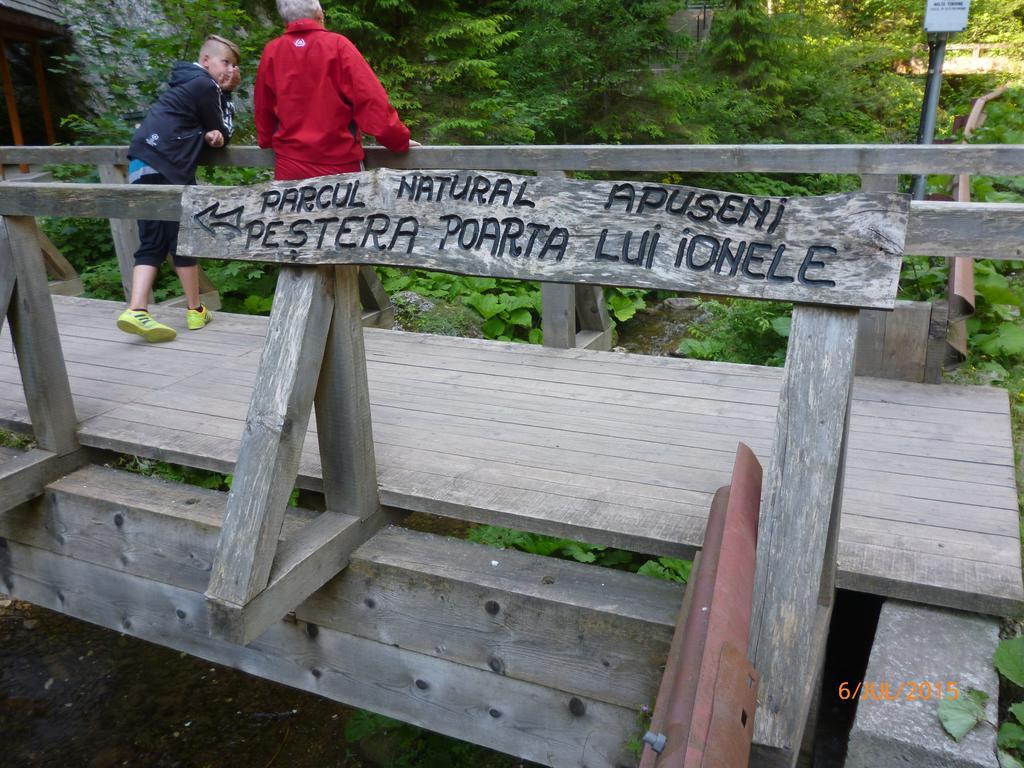 PARCUL NATURAL APUSENI
PEȘTERA POARTA LUI IONELE
6/JUL/2015